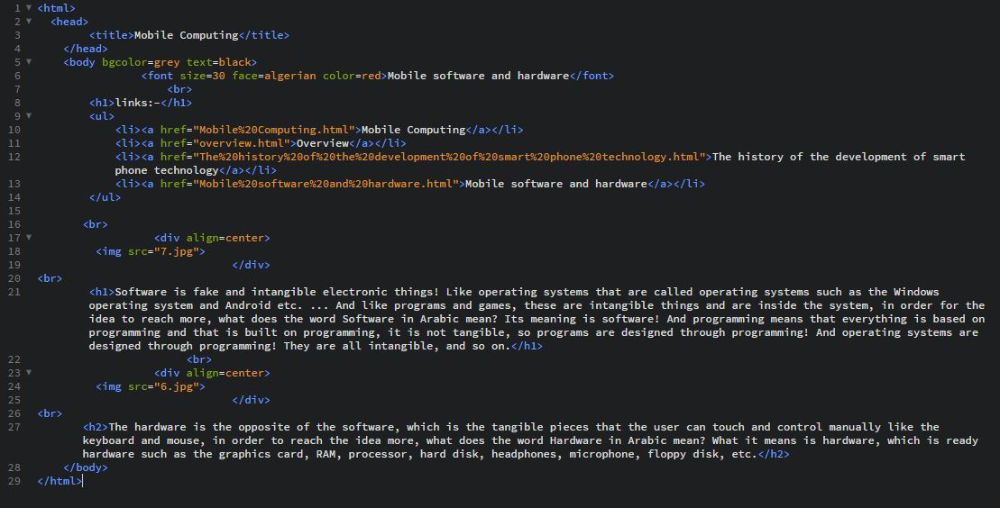 1 <html>
2 <head>
3 <title>Mobile Computing</title>
4 </head>
5 <body bgcolor=grey text=black>
6 <font size=30 face=algerian color=red>Mobile software and hardware</font>
7 <br>
8 <h1>links:-</h1>
9 <ul>
10 <li><a href="Mobile%20Computing.html">Mobile Computing</a></li>
11 <li><a href="overview.html">Overview</a></li>
12 <li><a href="The%20history%20of%20the%20development%20of%20smart%20phone%20technology.html">The history of the development of smart
phone technology</a></li>
13 <li><a href="Mobile%20software%20and%20hardware.html">Mobile software and hardware</a></li>
14 </ul>
15
16 <br>
17 <div align=center>
18 <img src="7.jpg">
19 </div>
20 <br>
21 <h1>Software is fake and intangible electronic things! Like operating systems that are called operating systems such as the Windows
operating system and Android etc. ... And like programs and games, these are intangible things and are inside the system, in order for the
idea to reach more, what does the word Software in Arabic mean? Its meaning is software! And programming means that everything is based on
programming and that is built on programming, it is not tangible, so programs are designed through programming! And operating systems are
designed through programming! They are all intangible, and so on.</h1>
22 <br>
23 <div align=center>
24 <img src="6.jpg">
25 </div>
26 <br>
27 <h2>The hardware is the opposite of the software, which is the tangible pieces that the user can touch and control manually like the
keyboard and mouse, in order to reach the idea more, what does the word Hardware in Arabic mean? What it means is hardware, which is ready
hardware such as the graphics card, RAM, processor, hard disk, headphones, microphone, floppy disk, etc.</h2>
28 </body>
29 </html>